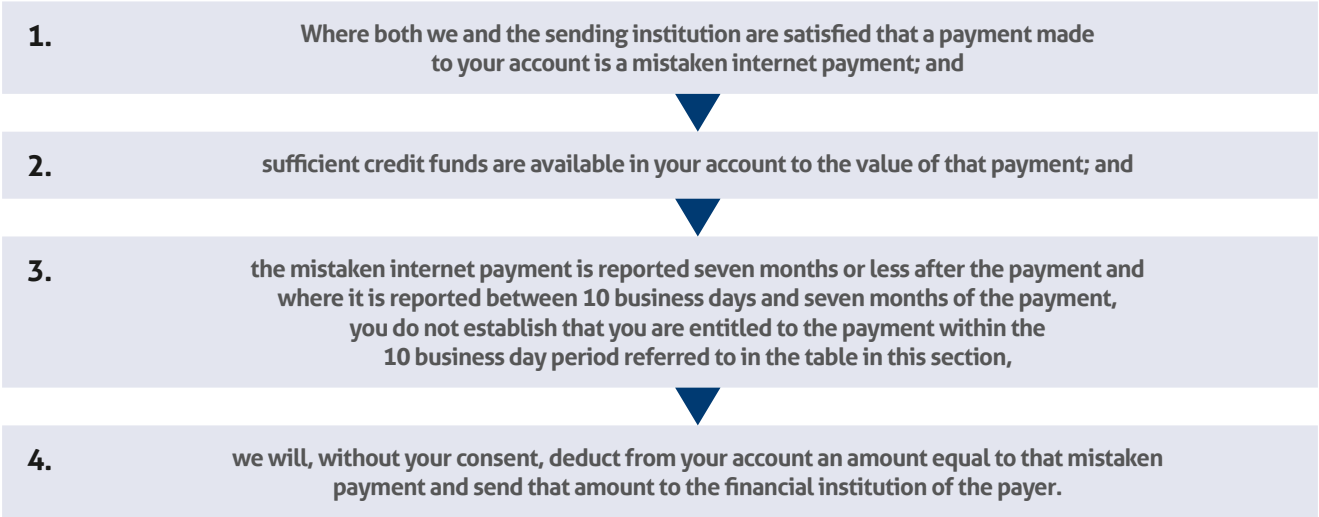 1. Where both we and the sending institution are satisfied that a payment made
to your account is a mistaken internet payment; and
2. sufficient credit funds are available in your account to the value of that payment; and
3. the mistaken internet payment is reported seven months or less after the payment and
where it is reported between 10 business days and seven months of the payment,
you do not establish that you are entitled to the payment within the
10 business day period referred to in the table in this section,
4. we will, without your consent, deduct from your account an amount equal to that mistaken
payment and send that amount to the financial institution of the payer.